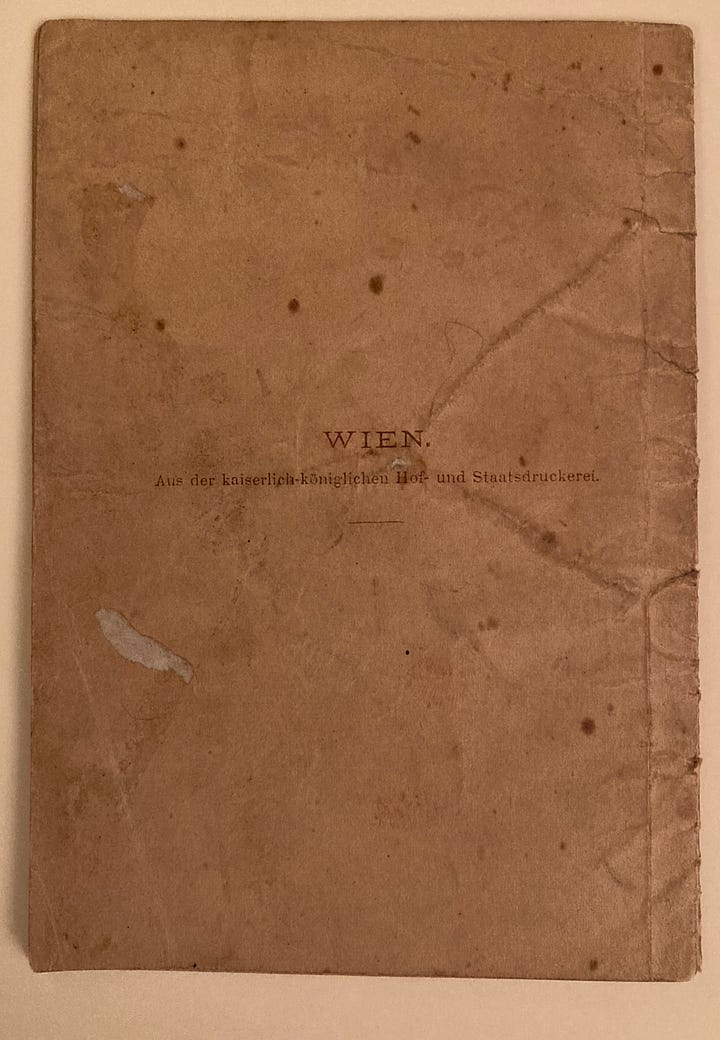 WIEN.
Aus der kaiserlich-königlichen Hof- und Staatsdruckerei.